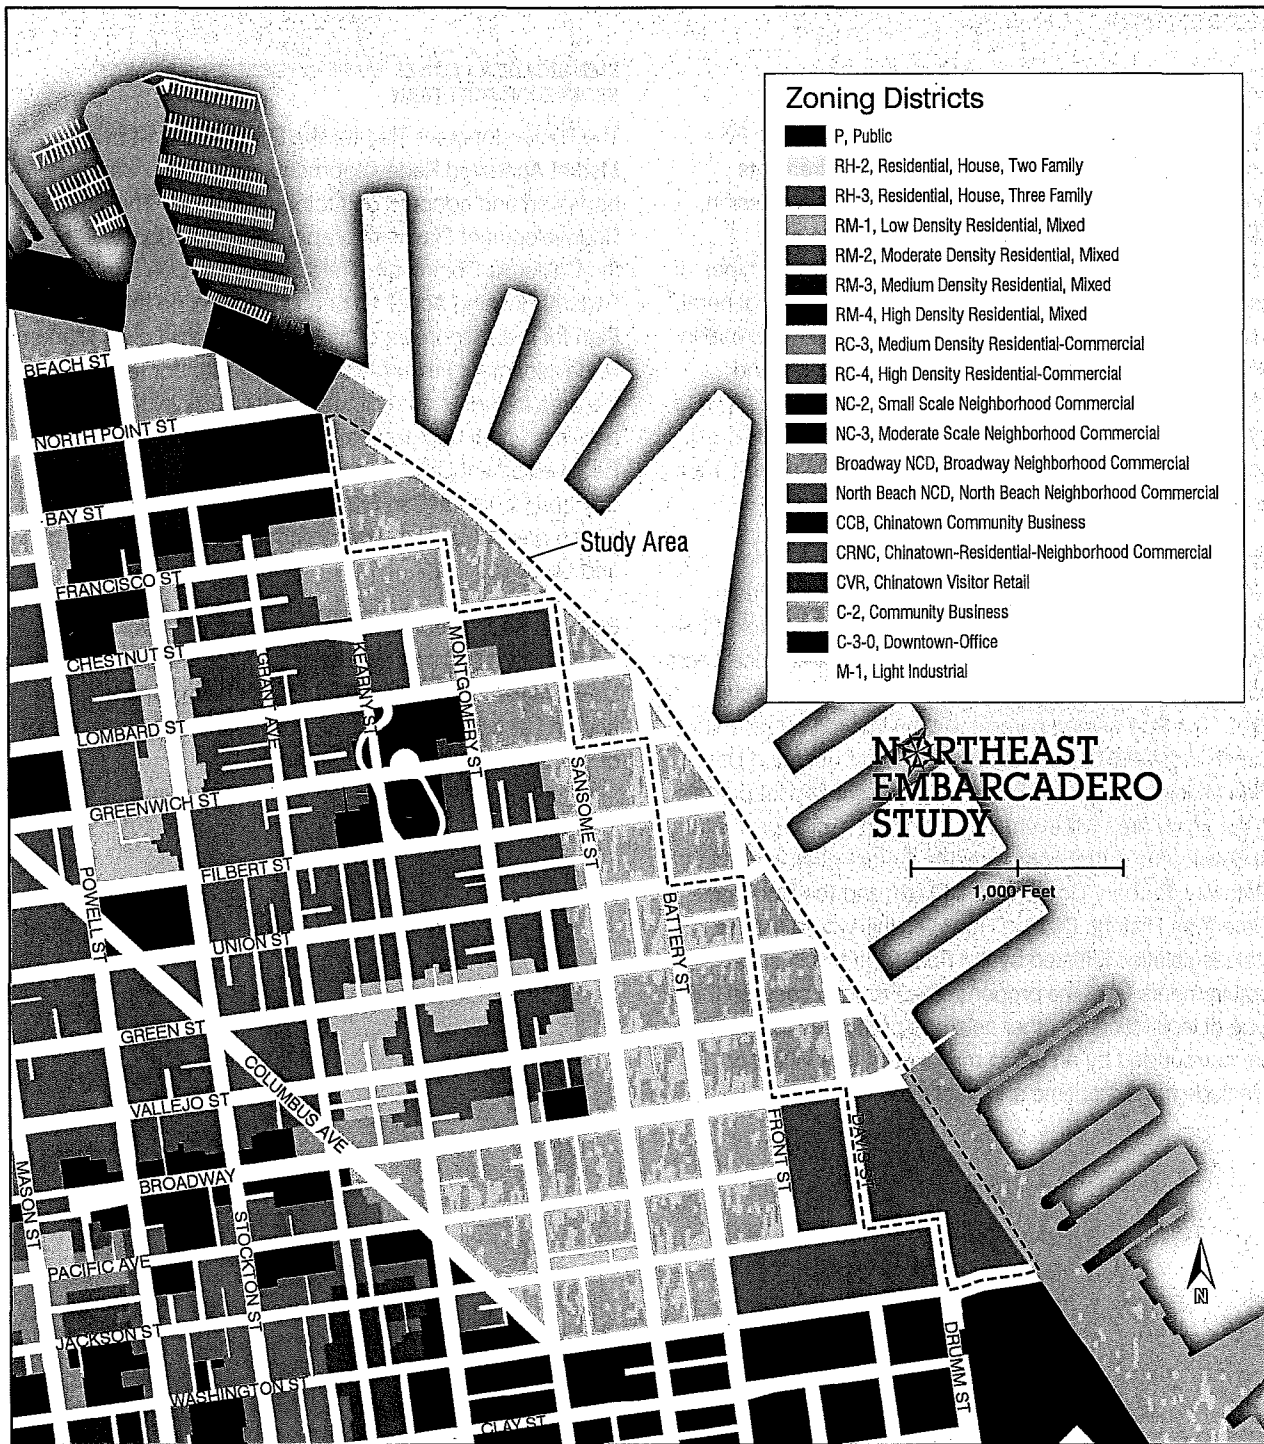 Zoning Districts
P, Public
RH-2, Residential, House, Two Family
RH-3, Residential, House, Three Family
RM-1, Low Density Residential, Mixed
RM-2, Moderate Density Residential, Mixed
RM-3, Medium Density Residential, Mixed
RM-4, High Density Residential, Mixed
RC-3, Medium Density Residential-Commercial
RC-4, High Density Residential-Commercial
NC-2, Small Scale Neighborhood Commercial
NC-3, Moderate Scale Neighborhood Commercial
Broadway NCD, Broadway Neighborhood Commercial
North Beach NCD, North Beach Neighborhood Commercial
CCB, Chinatown Community Business
CRNC, Chinatown-Residential-Neighborhood Commercial
CVR, Chinatown Visitor Retail
C-2, Community Business
C-3-0, Downtown-Office
M-1, Light Industrial
BEACH ST
NORTH POINT ST
BAY ST
Study Area
FRANCISCO ST
CHESTNUT ST
GRANT AVE
KEARNY ST
MONTGOMERY ST
LOMBARD ST
SANSOME ST
NORTHEAST
EMBARCADERO
STUDY
GREENWICH ST
1,000 Feet
POWELL ST
FILBERT ST
BATTERY ST
UNION ST
GREEN ST
COLUMBUS AVE
VALLEJO ST
FRONT ST
DAVIS ST
MASON ST
BROADWAY
STOCKTON ST
PACIFIC AVE
N
JACKSON ST
DRUMM ST
WASHINGTON ST
CLAY ST